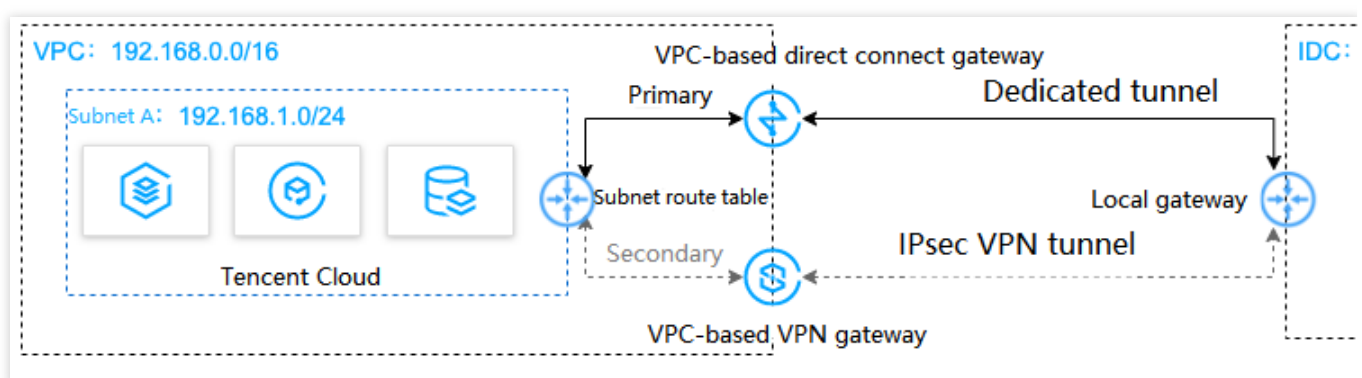 VPC： 192.168.0.0/16
VPC-based direct connect gateway
IDC：
Primary
Dedicated tunnel
Subnet A： 192.168.1.0/24
Subnet route table
Local gateway
Secondary
IPsec VPN tunnel
Tencent Cloud
VPC-based VPN gateway